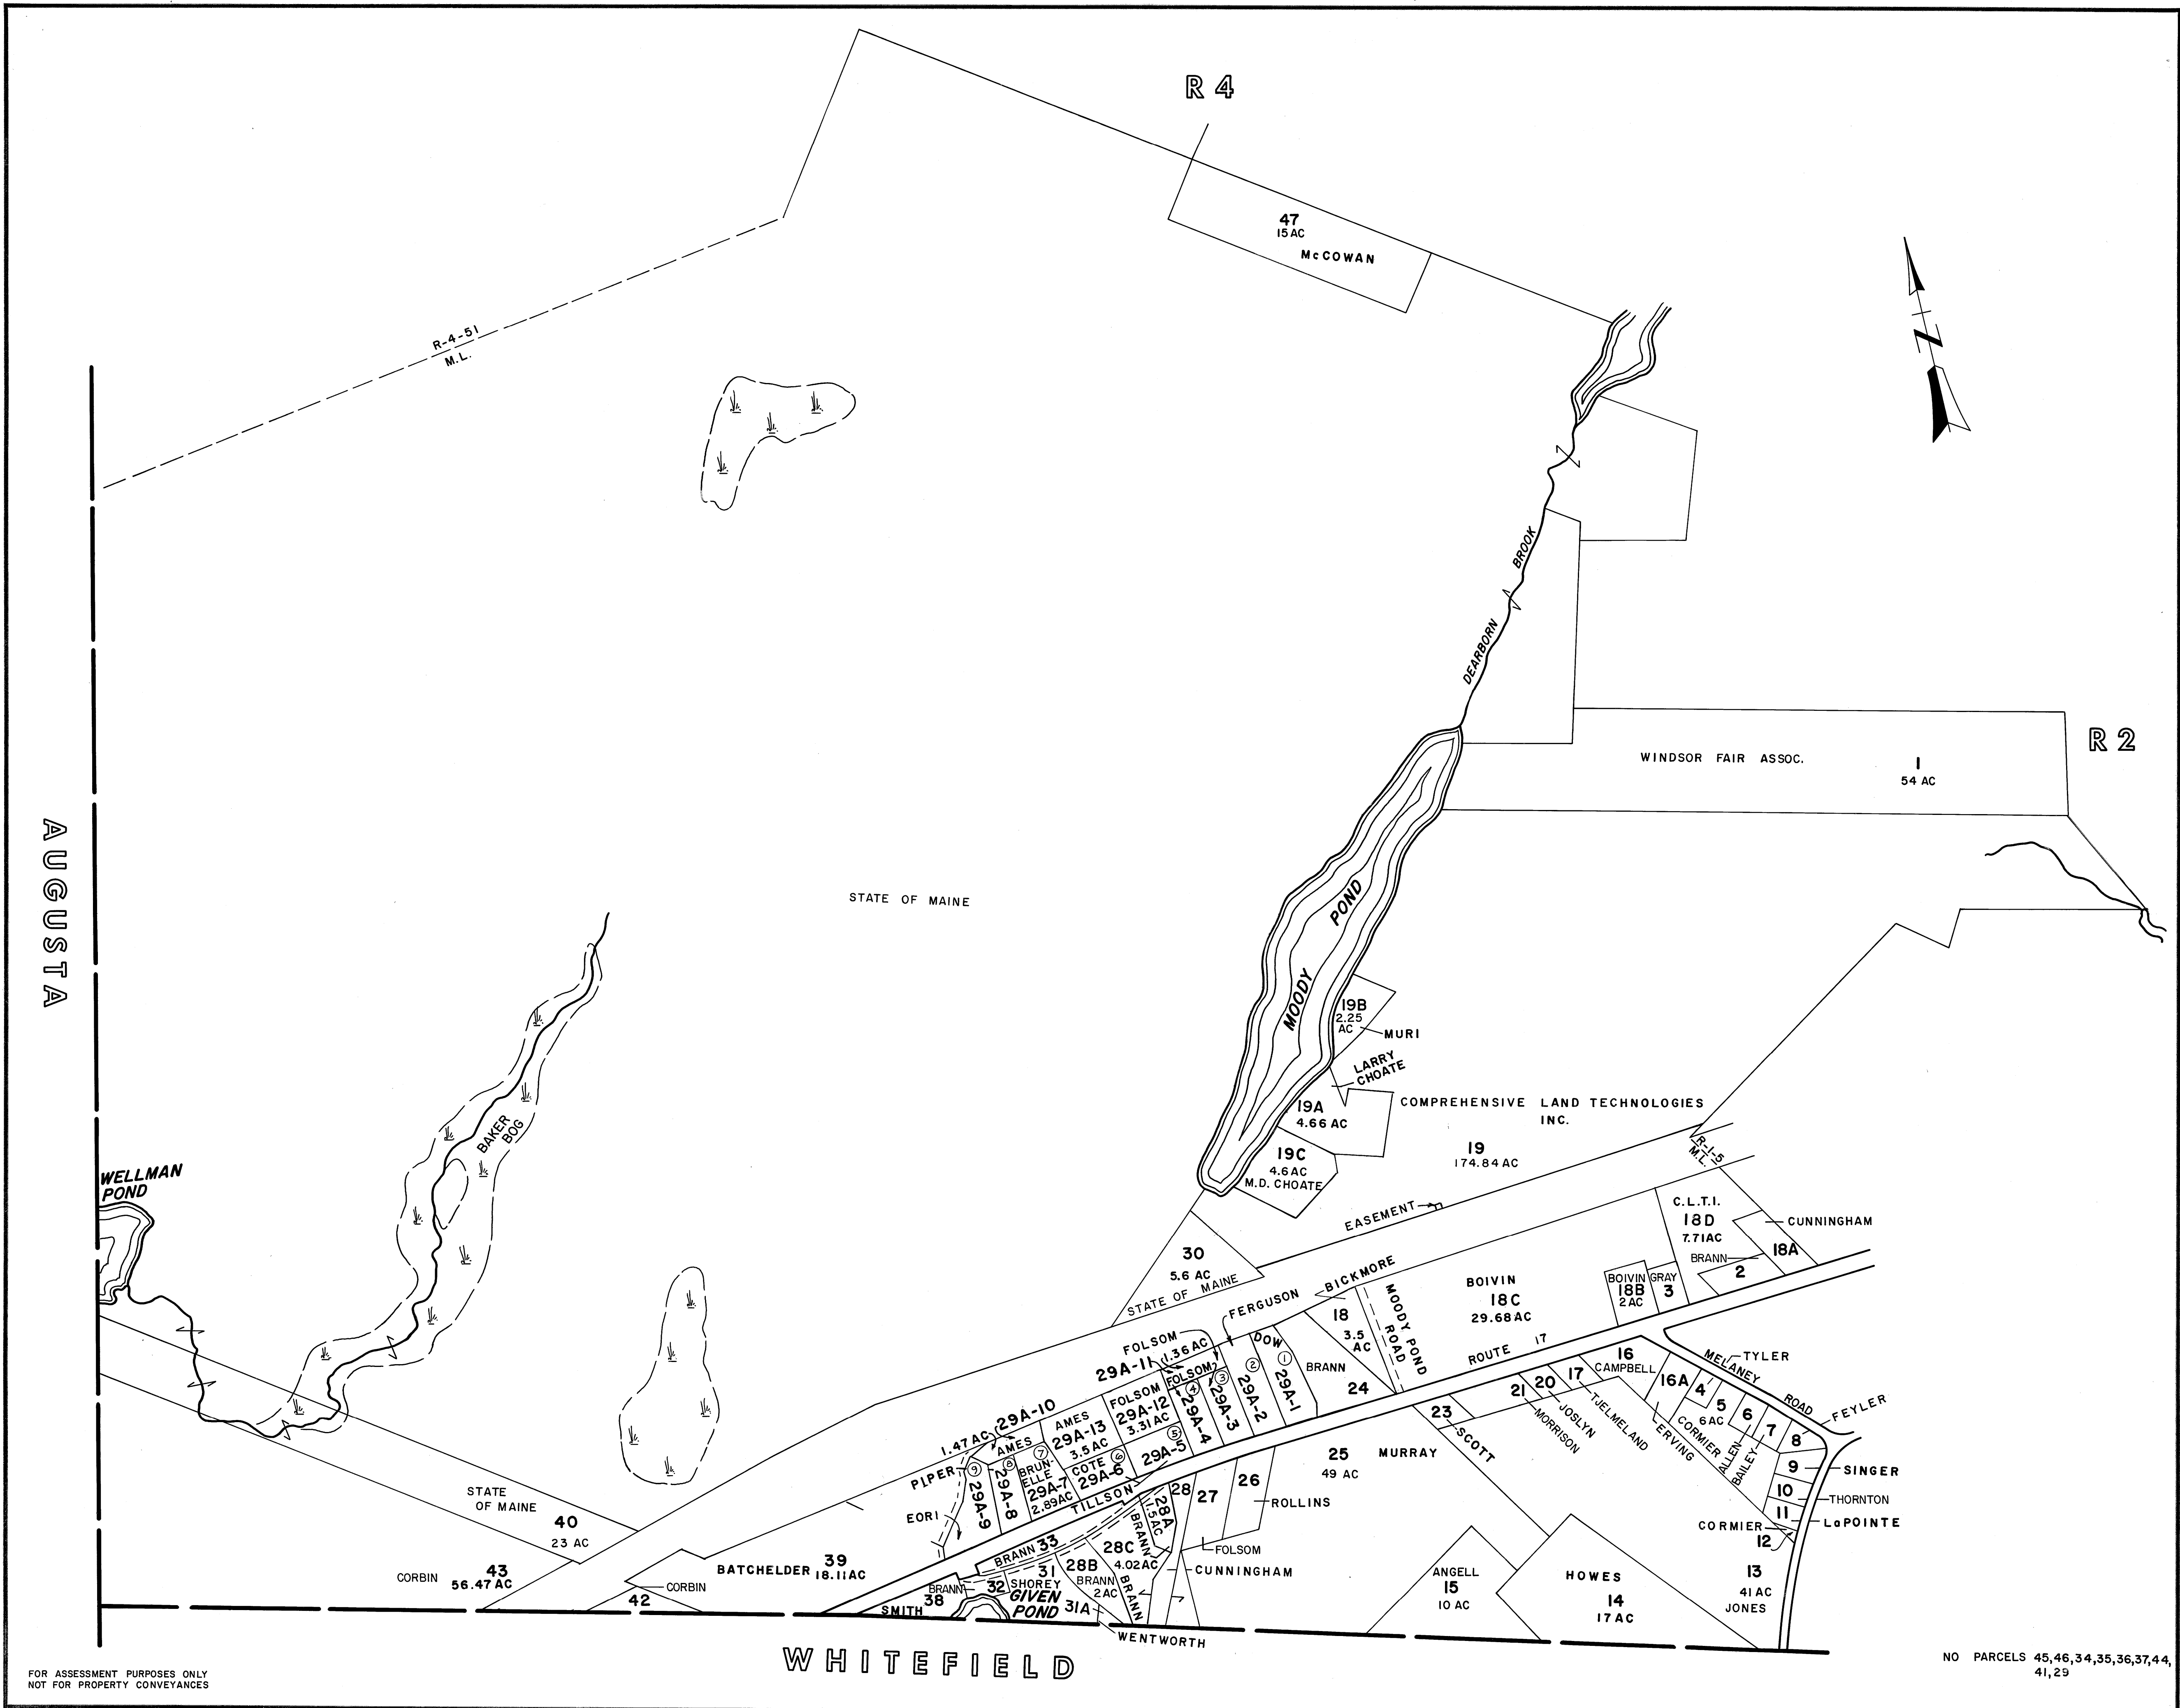 R 4
47
15 AC
McCOWAN
R-4-51
M.L.
DEARBORN BROOK
R 2
WINDSOR FAIR ASSOC.
1
54 AC
AUGUSTA
STATE OF MAINE
MOODY POND
19B
2.25
AC
MURI
LARRY
CHOATE
19A
4.66 AC
COMPREHENSIVE LAND TECHNOLOGIES
INC.
19
174.84 AC
19C
4.6 AC
M.D. CHOATE
R-1-5
M.L.
BAKER
BOG
WELLMAN
POND
EASEMENT
C.L.T.I.
18D
7.71 AC
CUNNINGHAM
18A
BRANN
2
30
5.6 AC
STATE OF MAINE
FERGUSON
BICKMORE
18
3.5
AC
MOODY POND
ROAD
BOIVIN
18C
29.68 AC
BOIVIN
18B
2 AC
GRAY
3
ROUTE 17
FOLSOM
1.36 AC
29A-11
FOLSOM
DOW
1
29A-1
2
29A-2
3
29A-3
4
29A-4
BRANN
24
16
CAMPBELL
16A
MELANEY ROAD
TYLER
4
5
6 AC
6
7
8
FEYLER
21
20
17
MORRISON
JOSLYN
TJELMELAND
ERVING
CORMIER
ALLEN
BAILEY
23
SCOTT
29A-10
1.47 AC
AMES
AMES
29A-13
3.5 AC
FOLSOM
29A-12
3.31 AC
5
29A-5
COTE 6
29A-6
7
BRUN-
ELLE
29A-7
2.89 AC
8
29A-8
PIPER
9
29A-9
EORI
TILLSON
25
MURRAY
49 AC
9
SINGER
10
THORNTON
11
LaPOINTE
CORMIER
12
26
ROLLINS
27
28
28A
1.5 AC
BRANN
FOLSOM
CUNNINGHAM
28C
4.02 AC
BRANN
28B
BRANN
2 AC
BRANN 33
31
SHOREY
32
BRANN
GIVEN
POND
31A
WENTWORTH
38
SMITH
STATE
OF MAINE
40
23 AC
CORBIN
43
56.47 AC
CORBIN
42
BATCHELDER
39
18.11 AC
ANGELL
15
10 AC
HOWES
14
17 AC
13
41 AC
JONES
WHITEFIELD
FOR ASSESSMENT PURPOSES ONLY
NOT FOR PROPERTY CONVEYANCES
NO PARCELS 45,46,34,35,36,37,44,
41,29